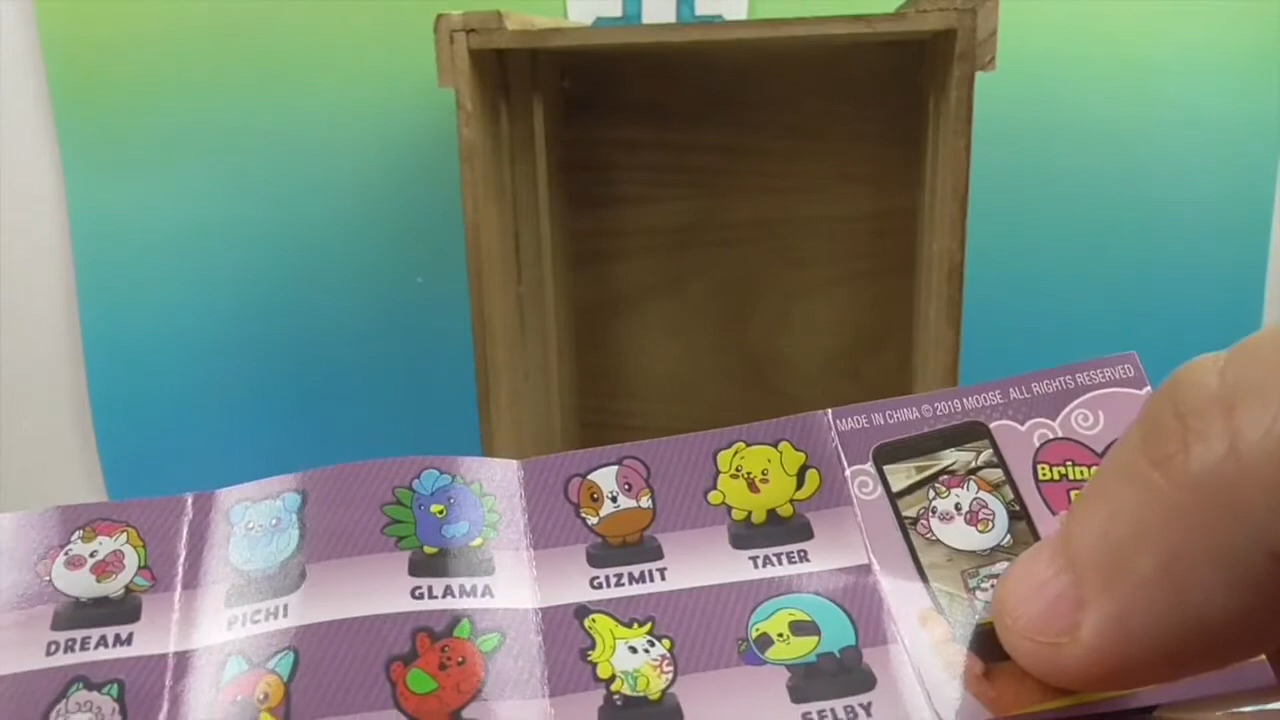 MADE IN CHINA © 2019 MOOSE. ALL RIGHTS RESERVED.
DREAM
PICHI
GLAMA
GIZMIT
TATER
SELBY